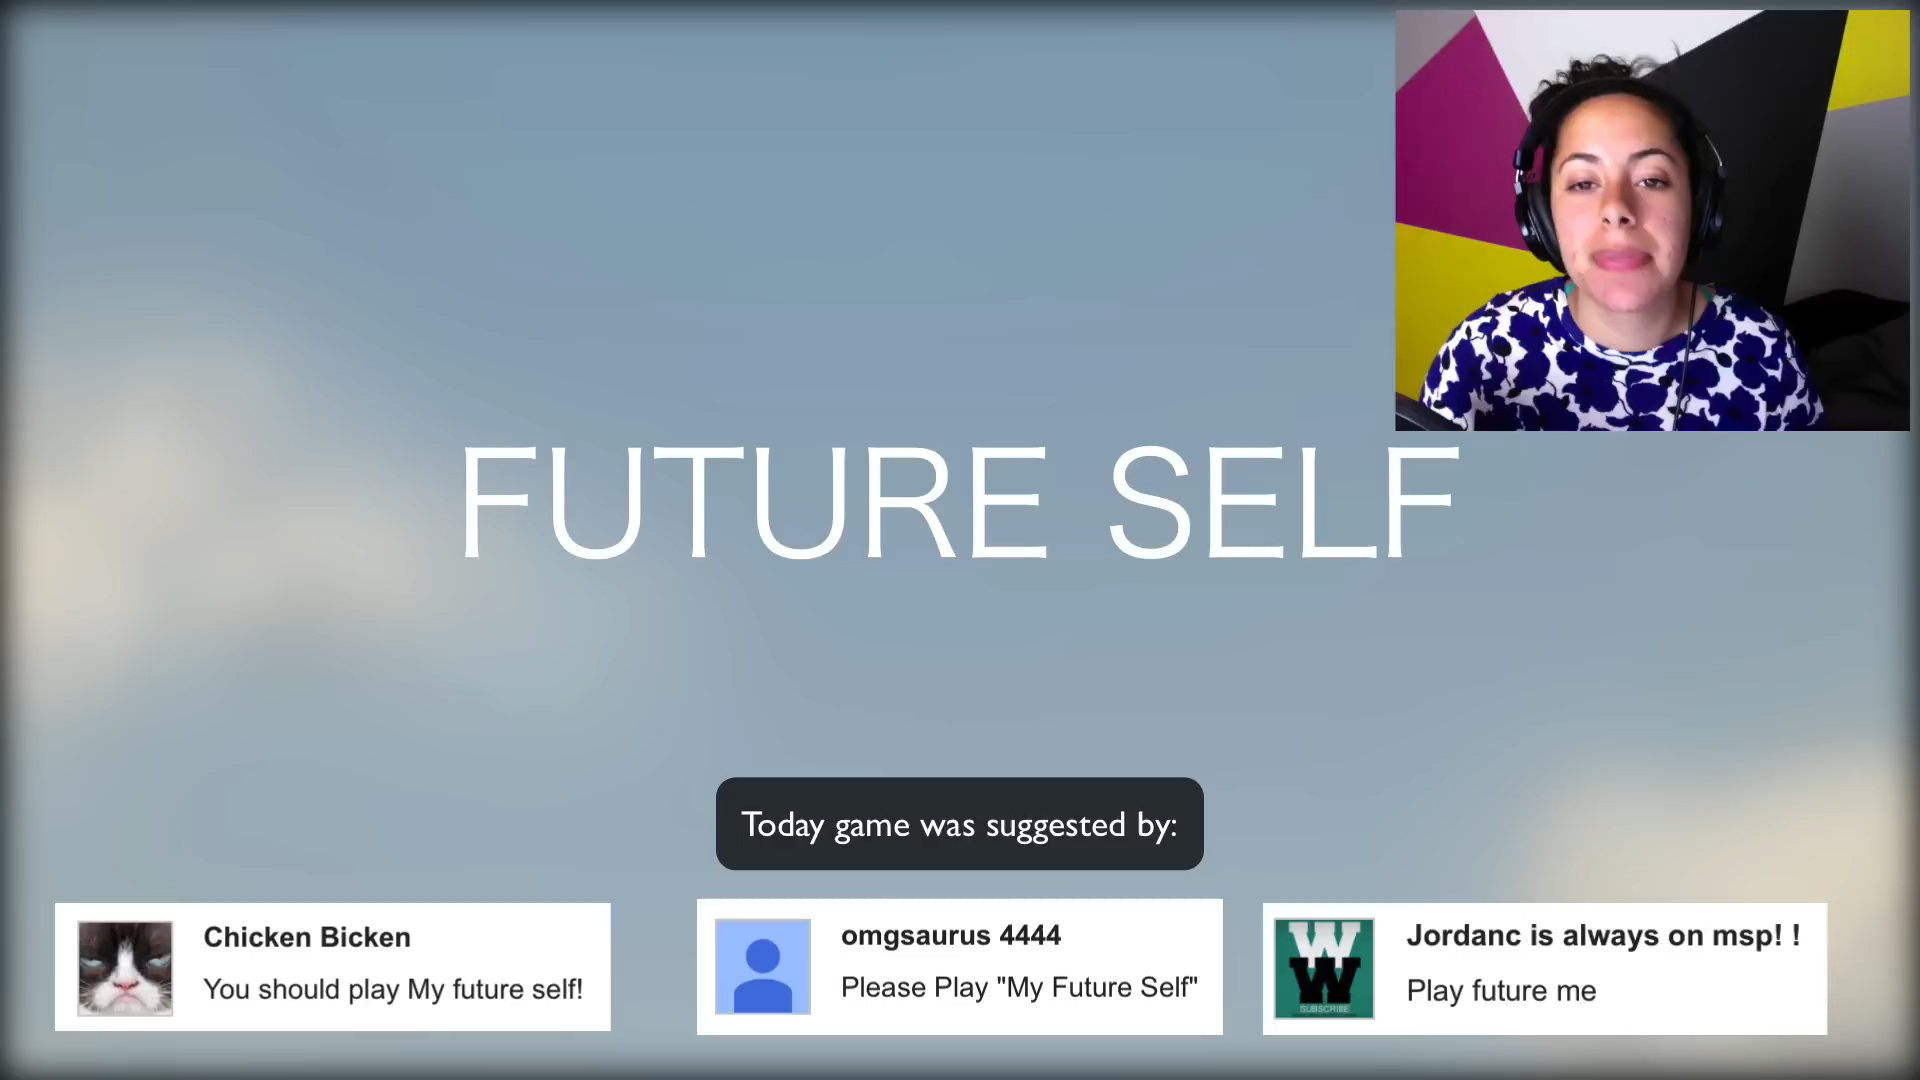 FUTURE SELF
Today game was suggested by:
Chicken Bicken
You should play My future self!
omgsaurus 4444
Please Play "My Future Self"
Jordanc is always on msp! !
Play future me
W
W
SUBSCRIBE